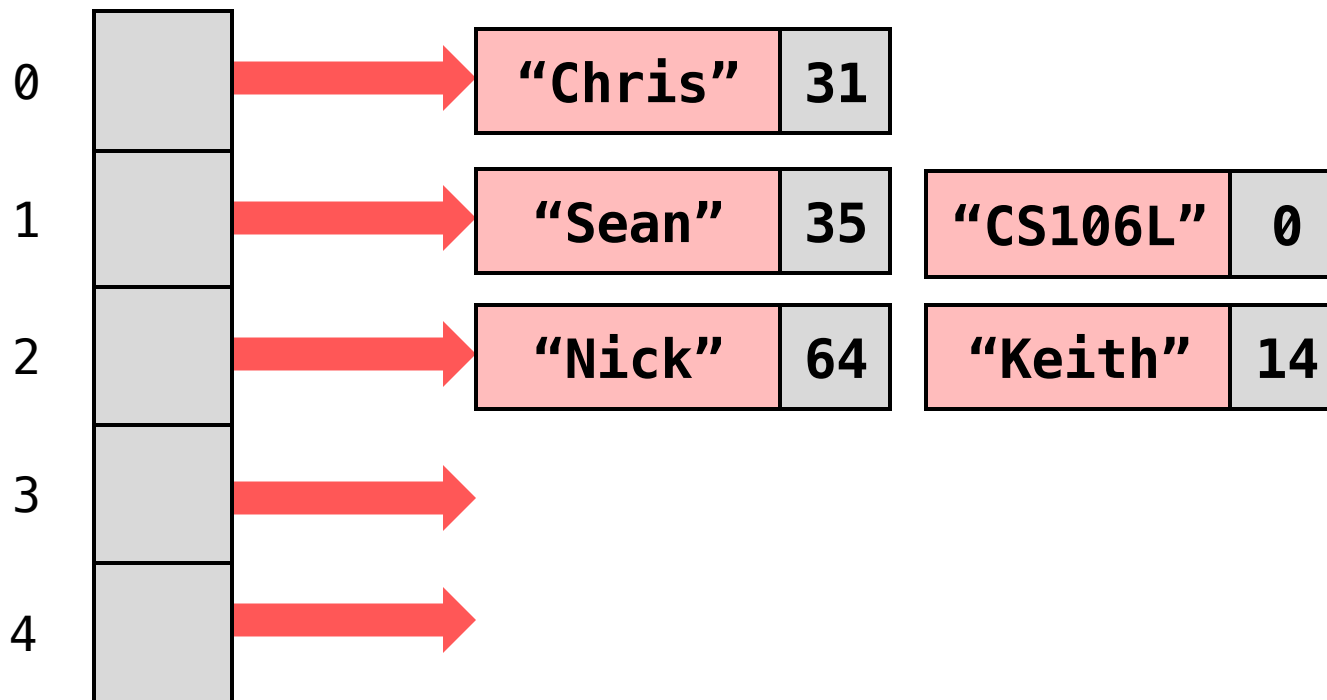 0 “Chris” 31
1 “Sean” 35 “CS106L” 0
2 “Nick” 64 “Keith” 14
3
4